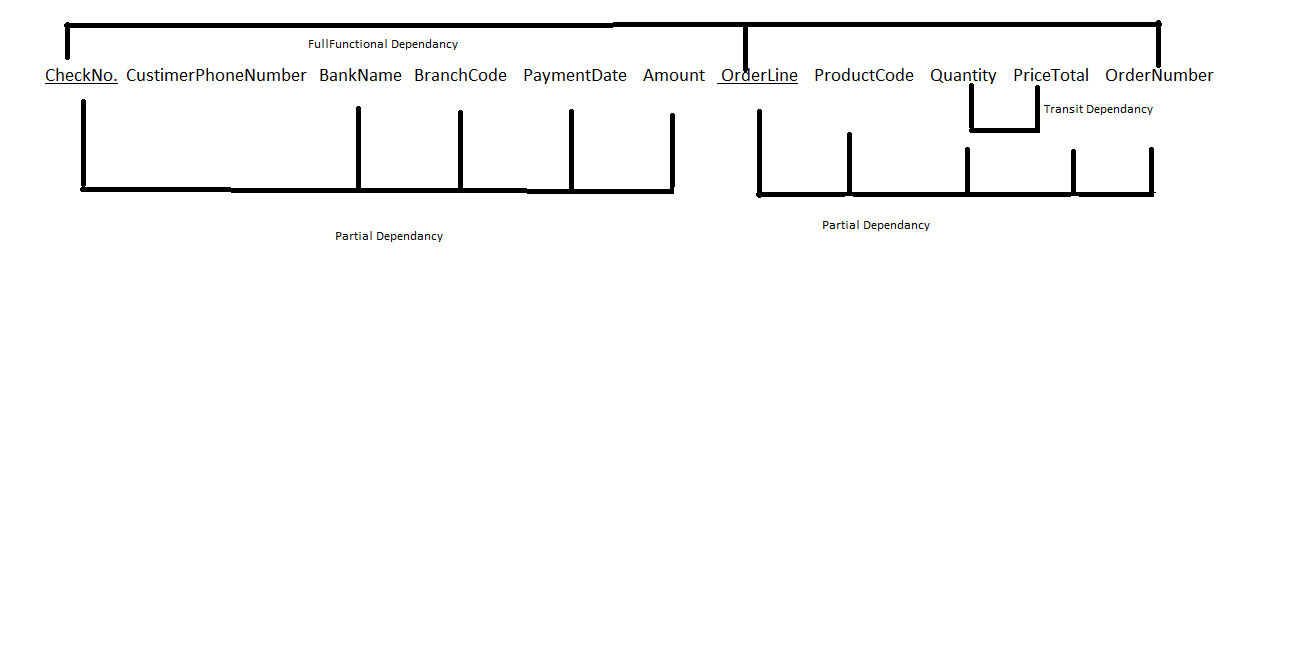 FullFunctional Dependancy
CheckNo. CustimerPhoneNumber BankName BranchCode PaymentDate Amount OrderLine ProductCode Quantity PriceTotal OrderNumber
Transit Dependancy
Partial Dependancy
Partial Dependancy